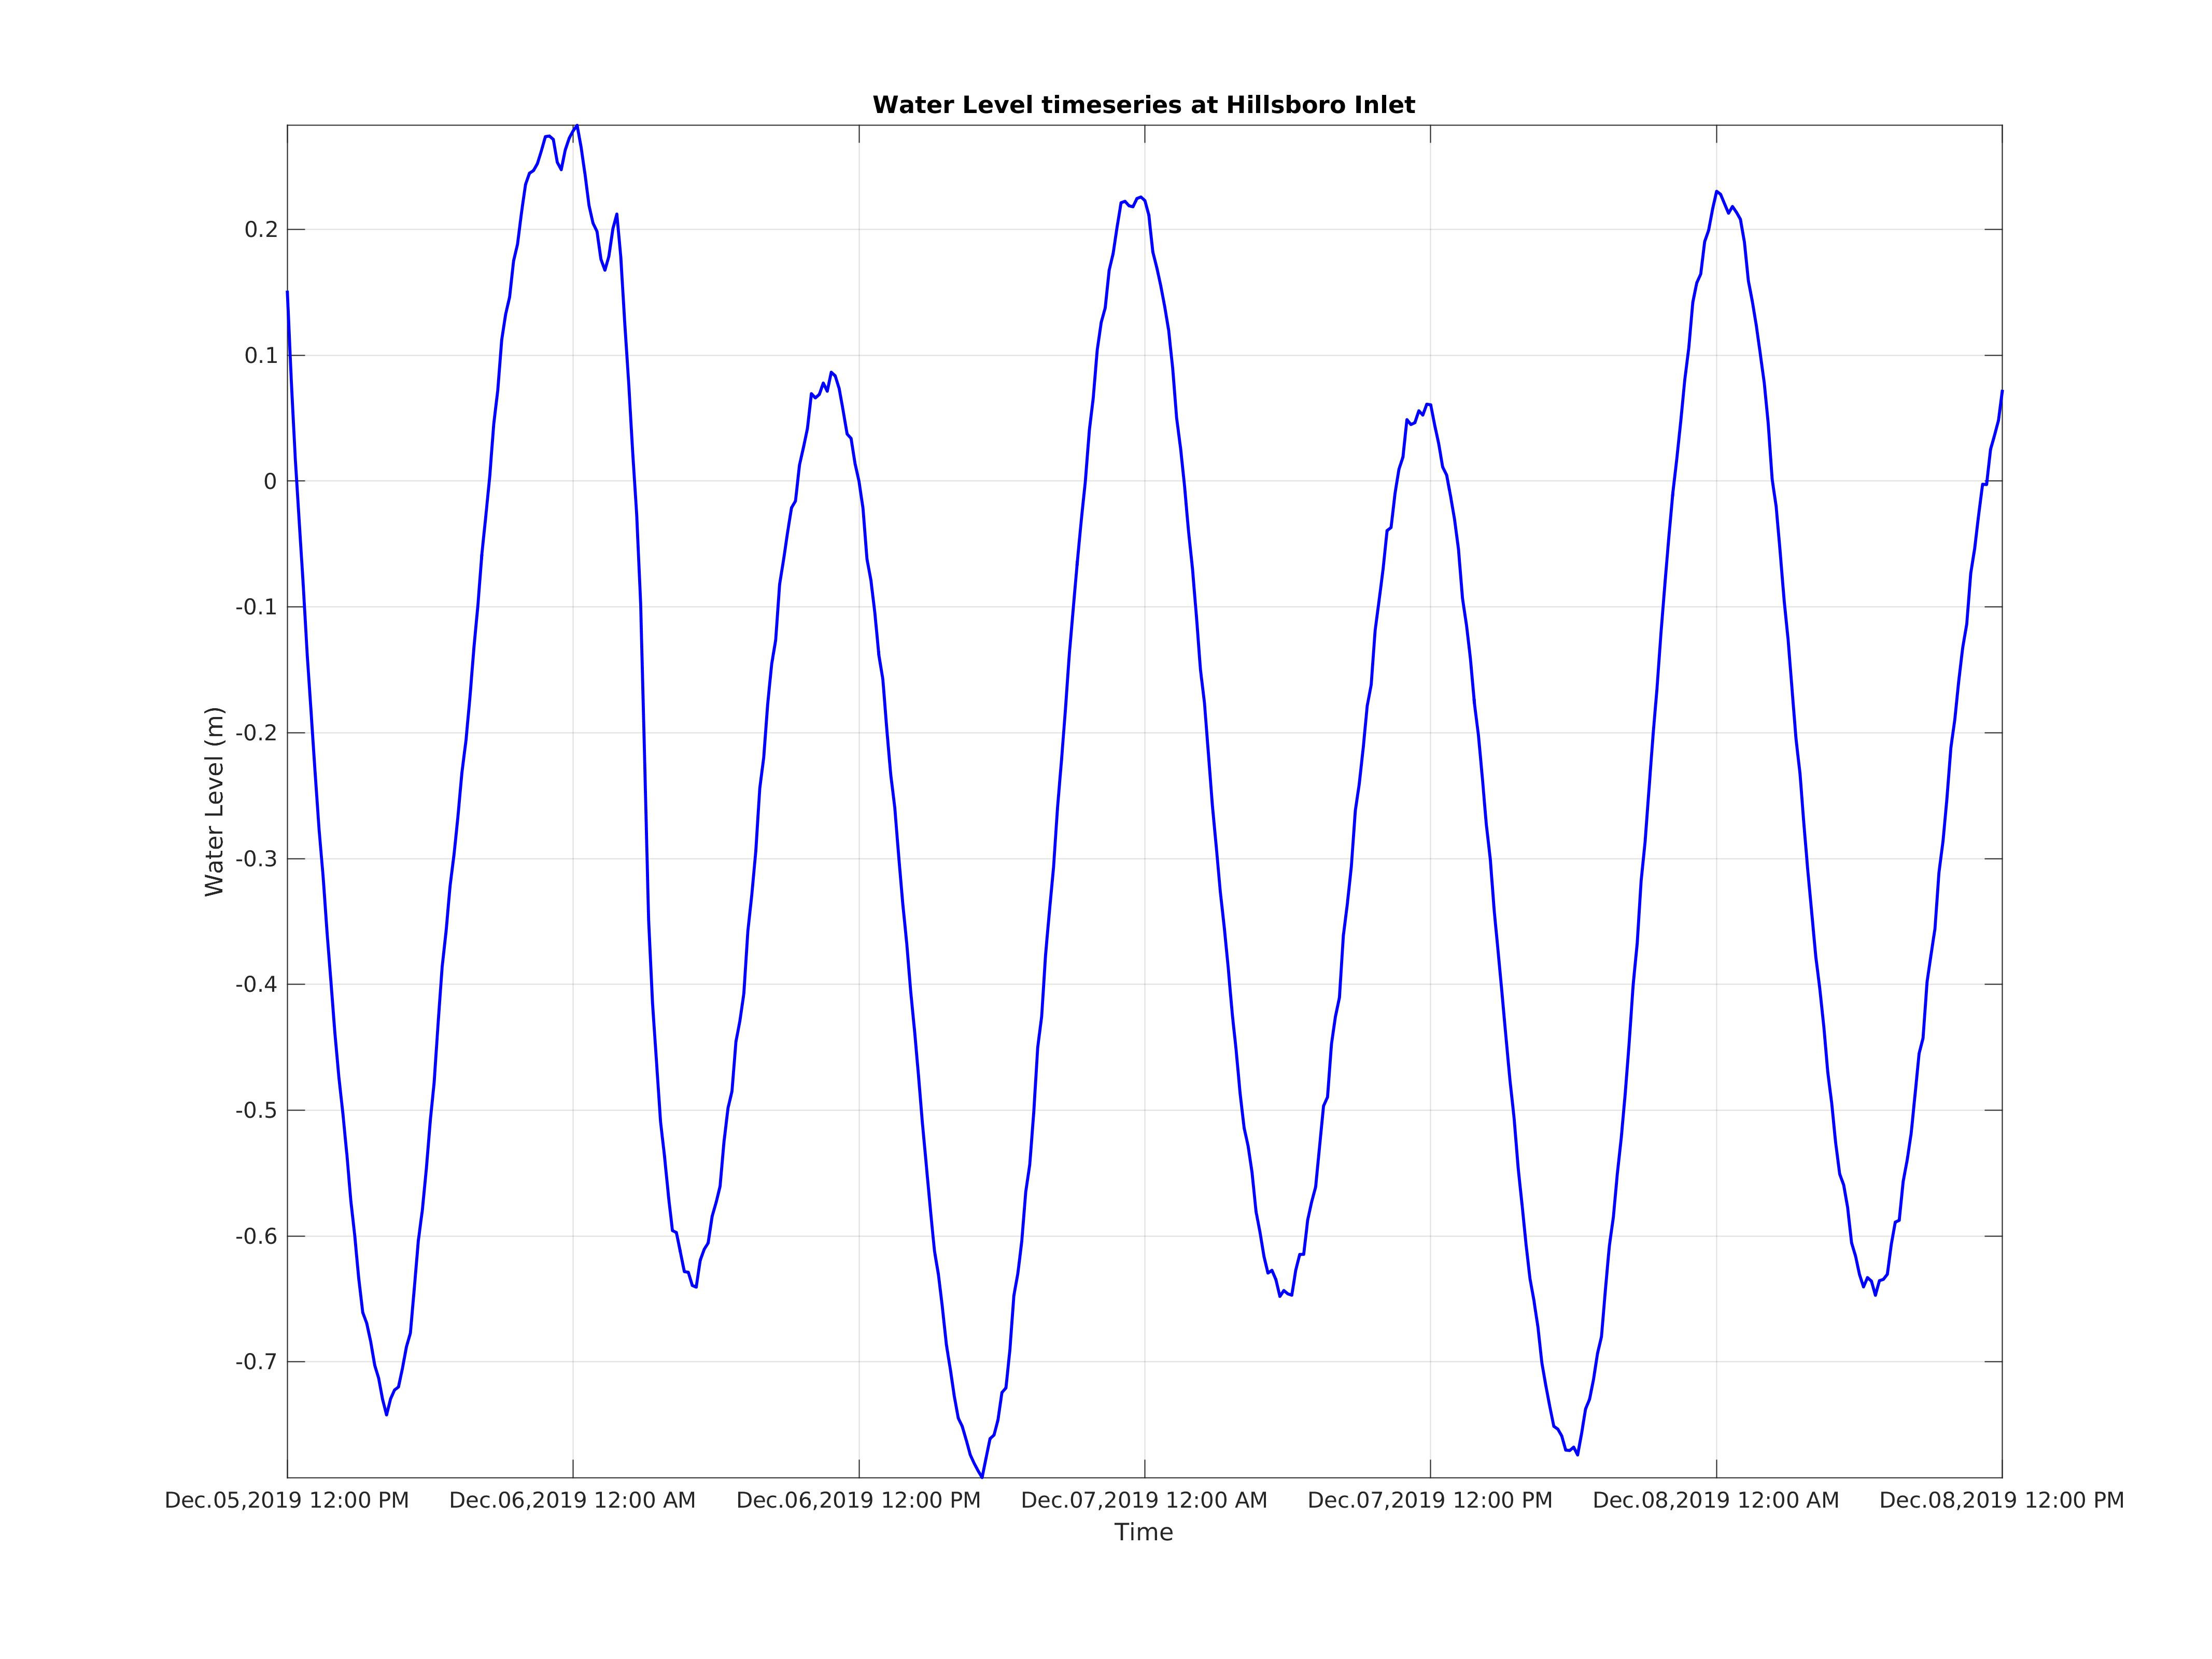 Water Level timeseries at Hillsboro Inlet
0.2
0.1
0
-0.1
-0.2
-0.3
-0.4
-0.5
-0.6
-0.7
Water Level (m)
Dec.05,2019 12:00 PM
Dec.06,2019 12:00 AM
Dec.06,2019 12:00 PM
Dec.07,2019 12:00 AM
Dec.07,2019 12:00 PM
Dec.08,2019 12:00 AM
Dec.08,2019 12:00 PM
Time